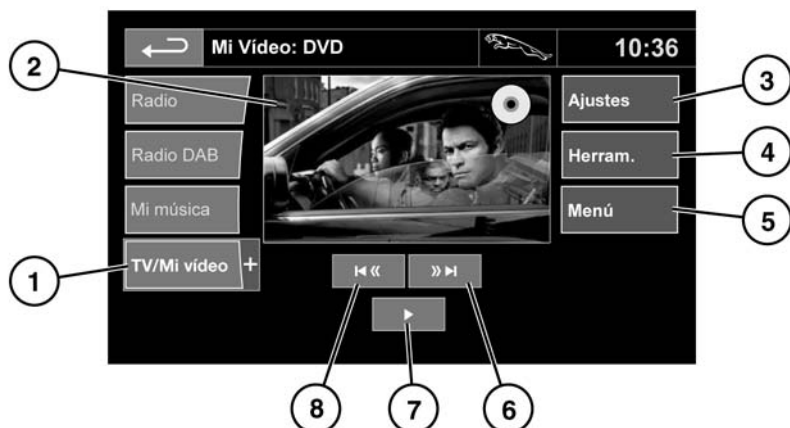 Mi Vídeo: DVD
10:36
2
3
Radio
Ajustes
Radio DAB
Herram.
4
Mi música
Menú
5
1
TV/Mi vídeo +
8
7
6